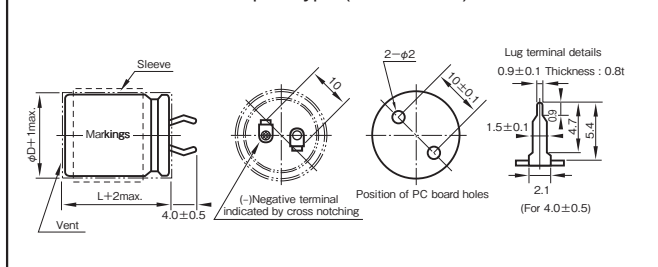 Sleeve
φD+1max.
Markings
L+2max.
4.0±0.5
Vent
10
(-)Negative terminal
indicated by cross notching
2-φ2
10±0.1
Position of PC board holes
Lug terminal details
0.9±0.1 Thickness : 0.8t
1.5±0.1
0.9
4.7
5.4
2.1
(For 4.0±0.5)